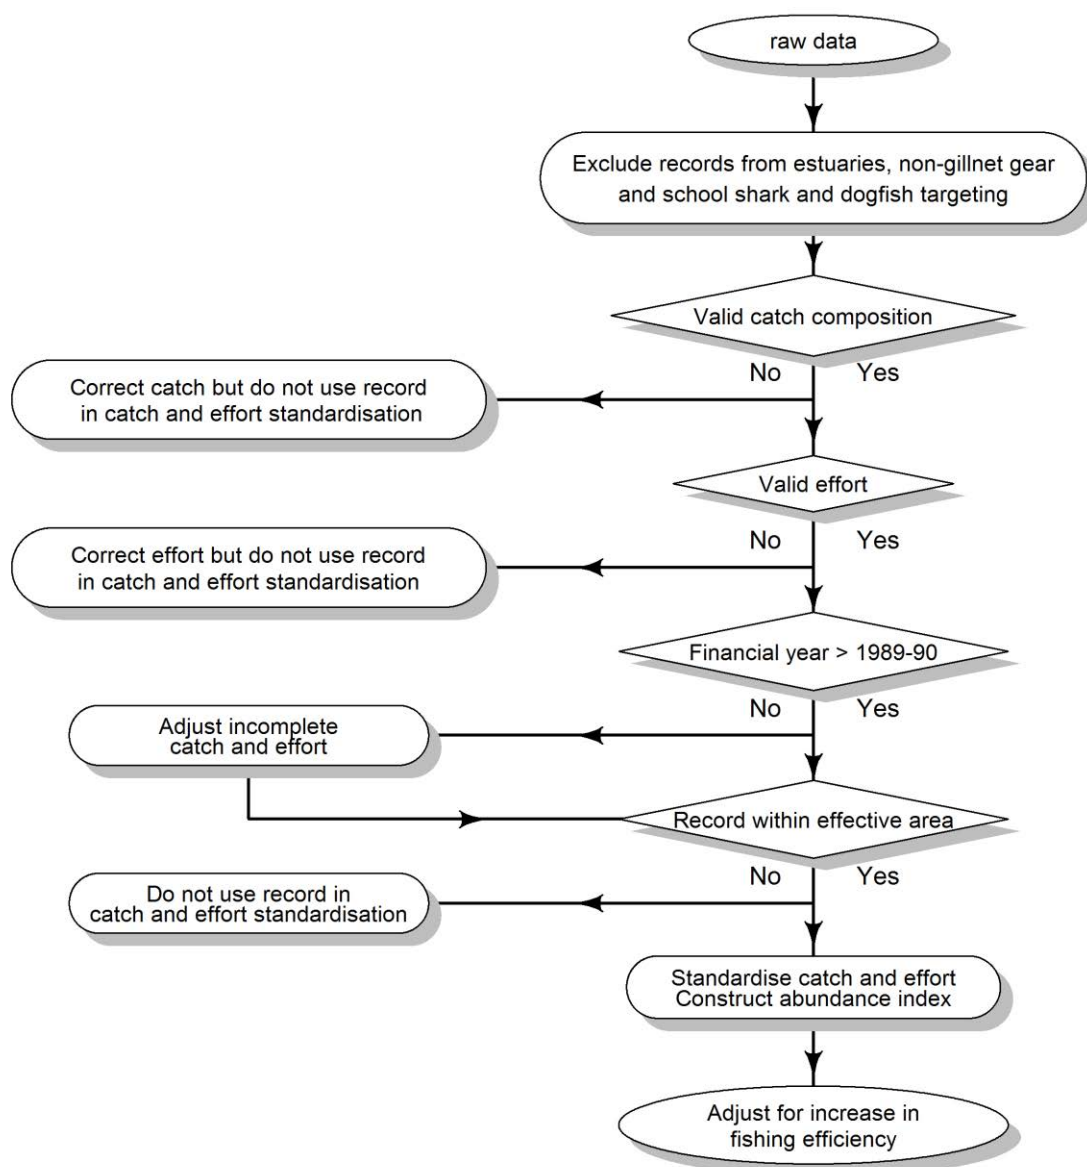 raw data
Exclude records from estuaries, non-gillnet gear
and school shark and dogfish targeting
Valid catch composition
No Yes
Correct catch but do not use record
in catch and effort standardisation
Valid effort
No Yes
Correct effort but do not use record
in catch and effort standardisation
Financial year > 1989-90
No Yes
Adjust incomplete
catch and effort
Record within effective area
No Yes
Do not use record in
catch and effort standardisation
Standardise catch and effort
Construct abundance index
Adjust for increase in
fishing efficiency